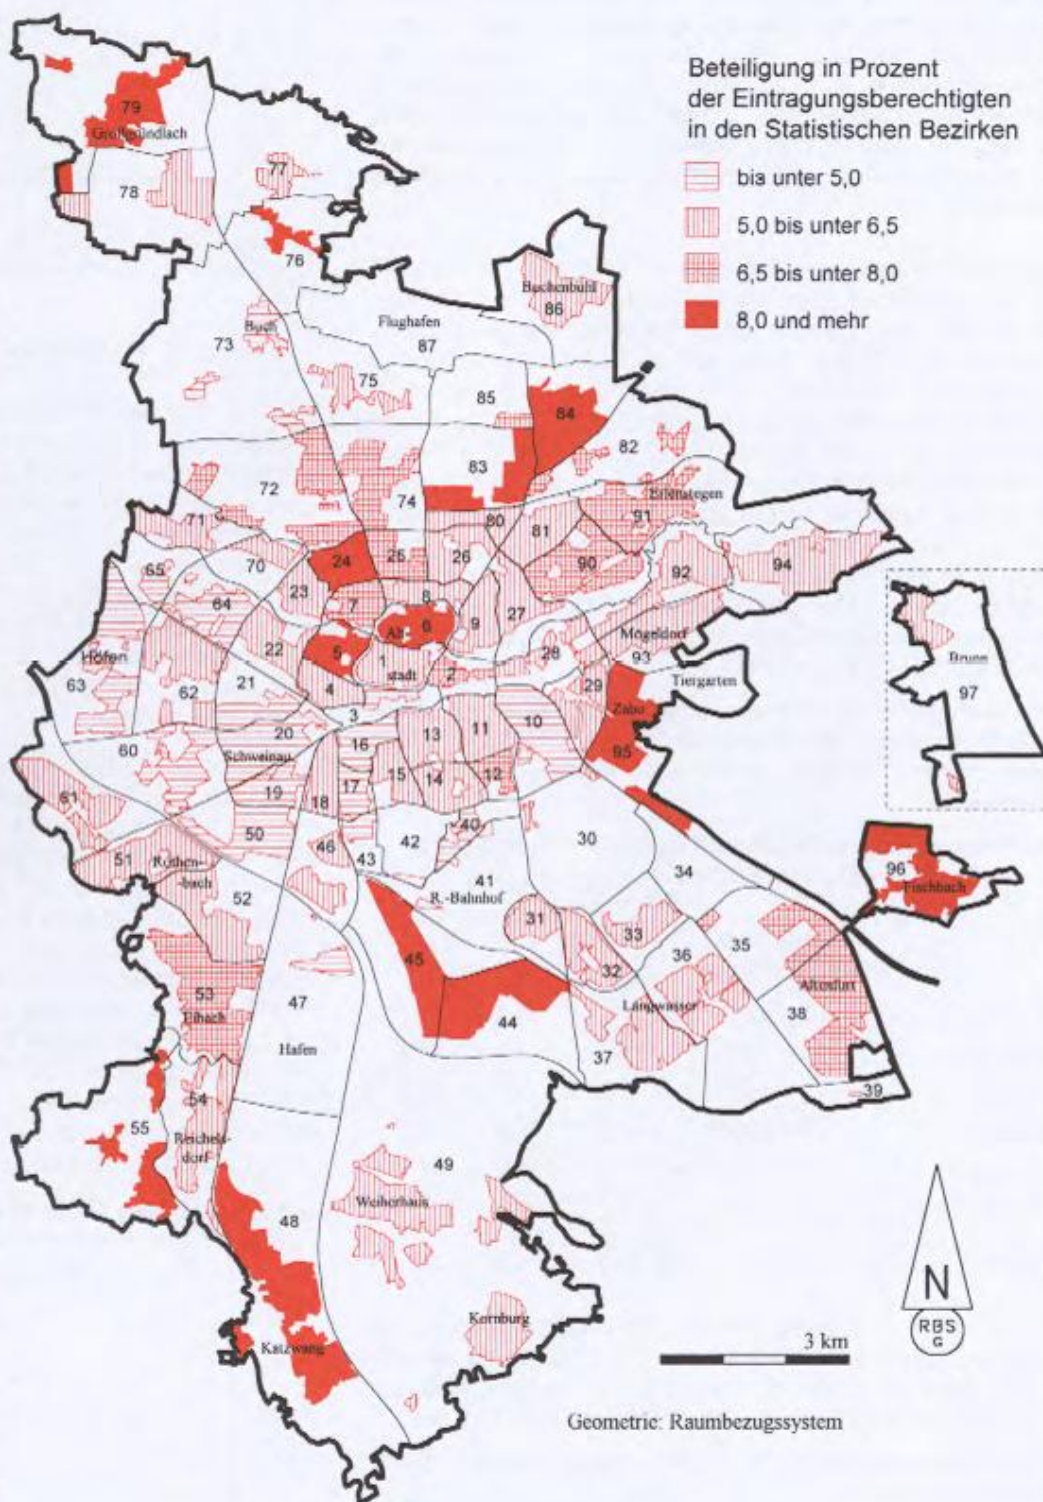 Beteiligung in Prozent
der Eintragungsberechtigten
in den Statistischen Bezirken
bis unter 5,0
5,0 bis unter 6,5
6,5 bis unter 8,0
8,0 und mehr
79
Großgründlach
78
77
76
Buchenbühl
86
Buch
73
Flughafen
87
75
85
84
83
82
72
74
Erlenstegen
71
80
81
91
70
24
25
26
90
92
94
65
23
64
7
8
27
6
9
Alt-
22
5
1
stadt
2
28
Mögeldorf
93
Höfen
63
62
21
4
29
Tiergarten
Zabo
Brunn
97
3
10
11
13
60
20
16
Schweinau
95
15
14
12
61
19
18
17
50
46
43
42
40
30
51
Röthen-
-bach
52
41
R.-Bahnhof
34
96
Fischbach
31
33
45
32
36
35
53
Eibach
47
Hafen
44
Langwasser
Altenfurt
38
37
39
54
55
Reichels-
dorf
49
Weiherhaus
48
Kornburg
Katzwang
N
RBS
G
3 km
Geometrie: Raumbezugssystem